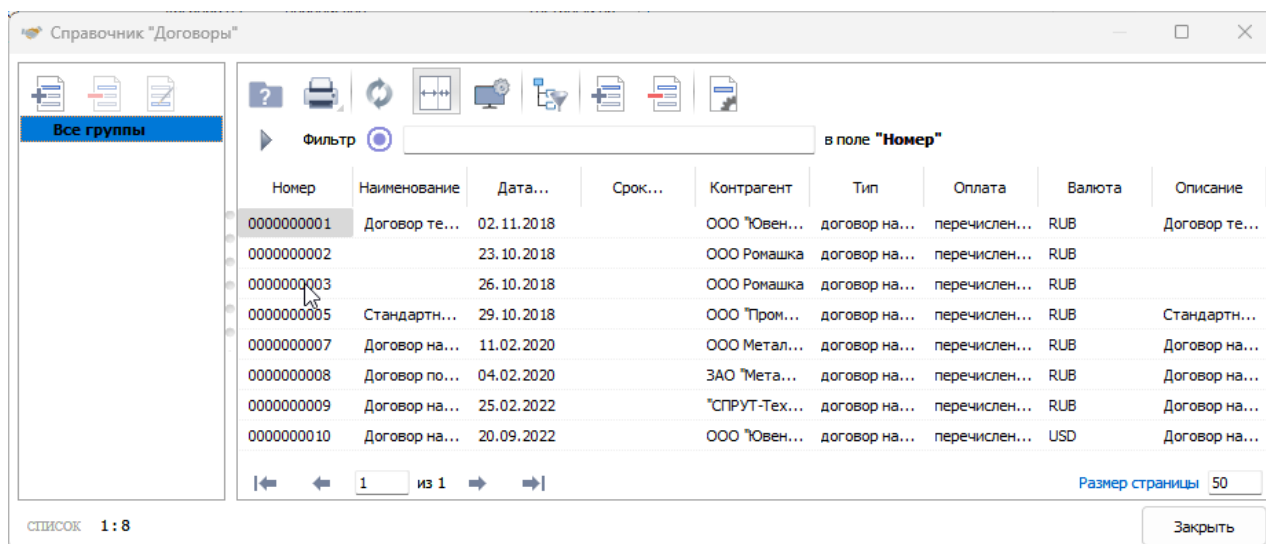 Справочник "Договоры"
Все группы
Фильтр в поле "Номер"
Номер Наименование Дата... Срок... Контрагент Тип Оплата Валюта Описание
0000000001 Договор те... 02.11.2018 ООО "Ювен... договор на... перечислен... RUB Договор те...
0000000002 23.10.2018 ООО Ромашка договор на... перечислен... RUB
0000000003 26.10.2018 ООО Ромашка договор на... перечислен... RUB
0000000005 Стандартн... 29.10.2018 ООО "Пром... договор на... перечислен... RUB Стандартн...
0000000007 Договор на... 11.02.2020 ООО Метал... договор на... перечислен... RUB Договор на...
0000000008 Договор по... 04.02.2020 ЗАО "Мета... договор на... перечислен... RUB Договор на...
0000000009 Договор на... 25.02.2022 "СПРУТ-Тех... договор на... перечислен... RUB Договор на...
0000000010 Договор на... 20.09.2022 ООО "Ювен... договор на... перечислен... USD Договор на...
1 из 1 Размер страницы 50
список 1:8 Закрыть